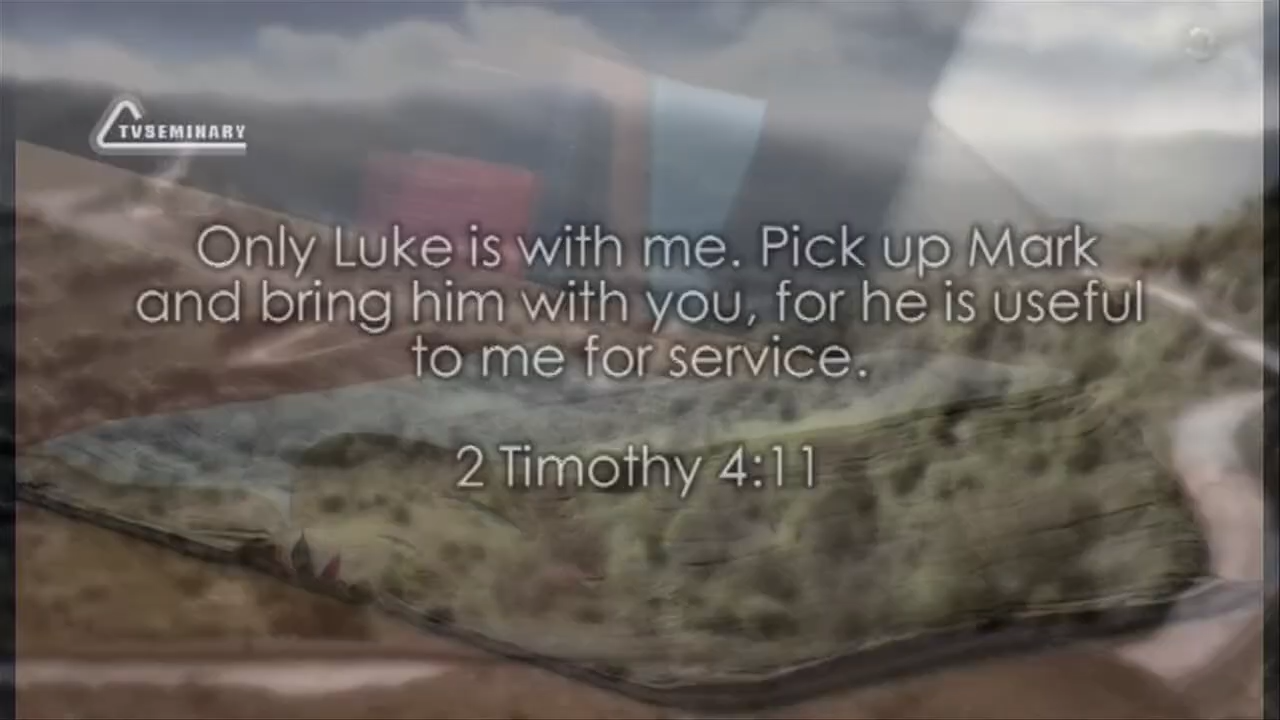 TVSEMINARY
Only Luke is with me. Pick up Mark
and bring him with you, for he is useful
to me for service.
2 Timothy 4:11